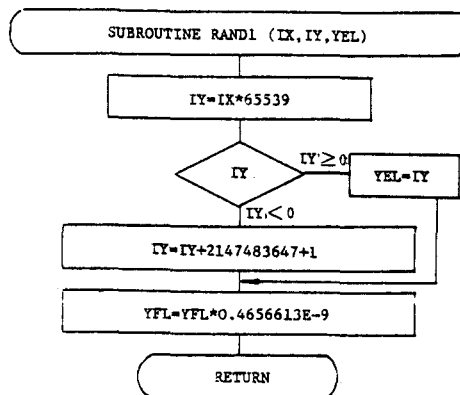 SUBROUTINE RAND1 (IX,IY,YEL)
IY=IX*65539
IY
IY≥0
YEL=IY
IY<0
IY=IY+2147483647+1
YFL=YFL*0.4656613E-9
RETURN